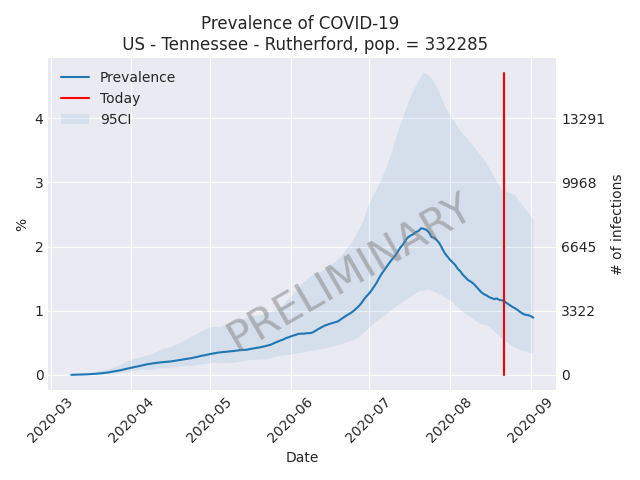 Prevalence of COVID-19
US - Tennessee - Rutherford, pop. = 332285
Prevalence
Today
95CI
4
3
2
1
0
%
13291
9968
6645
3322
0
# of infections
PRELIMINARY
2020-03
2020-04
2020-05
2020-06
2020-07
2020-08
2020-09
Date